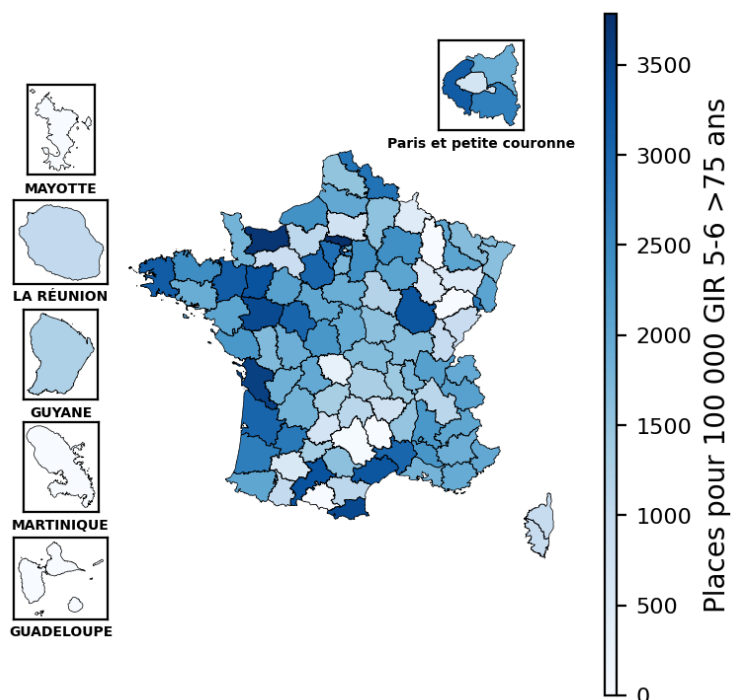 Paris et petite couronne
MAYOTTE
LA RÉUNION
GUYANE
MARTINIQUE
GUADELOUPE
3500
3000
2500
2000
1500
1000
500
0
Places pour 100 000 GIR 5-6 >75 ans